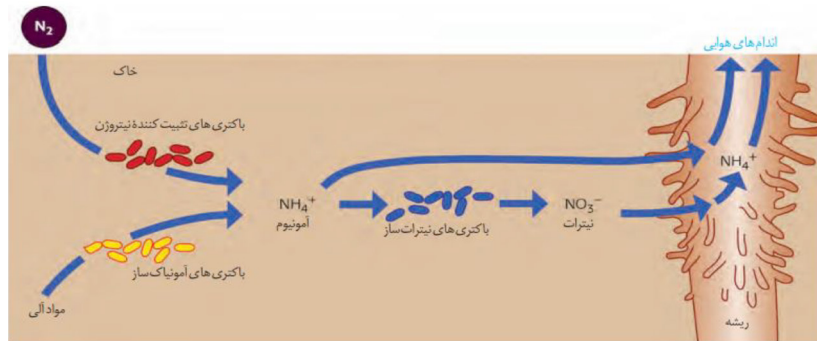 N₂
اندام‌های هوایی
خاک
باکتری‌های تثبیت کنندهٔ نیتروژن
NH₄⁺
NH₄⁺
آمونیوم
باکتری‌های نیترات‌ساز
NO₃⁻
نیترات
باکتری‌های آمونیاک‌ساز
مواد آلی
ریشه